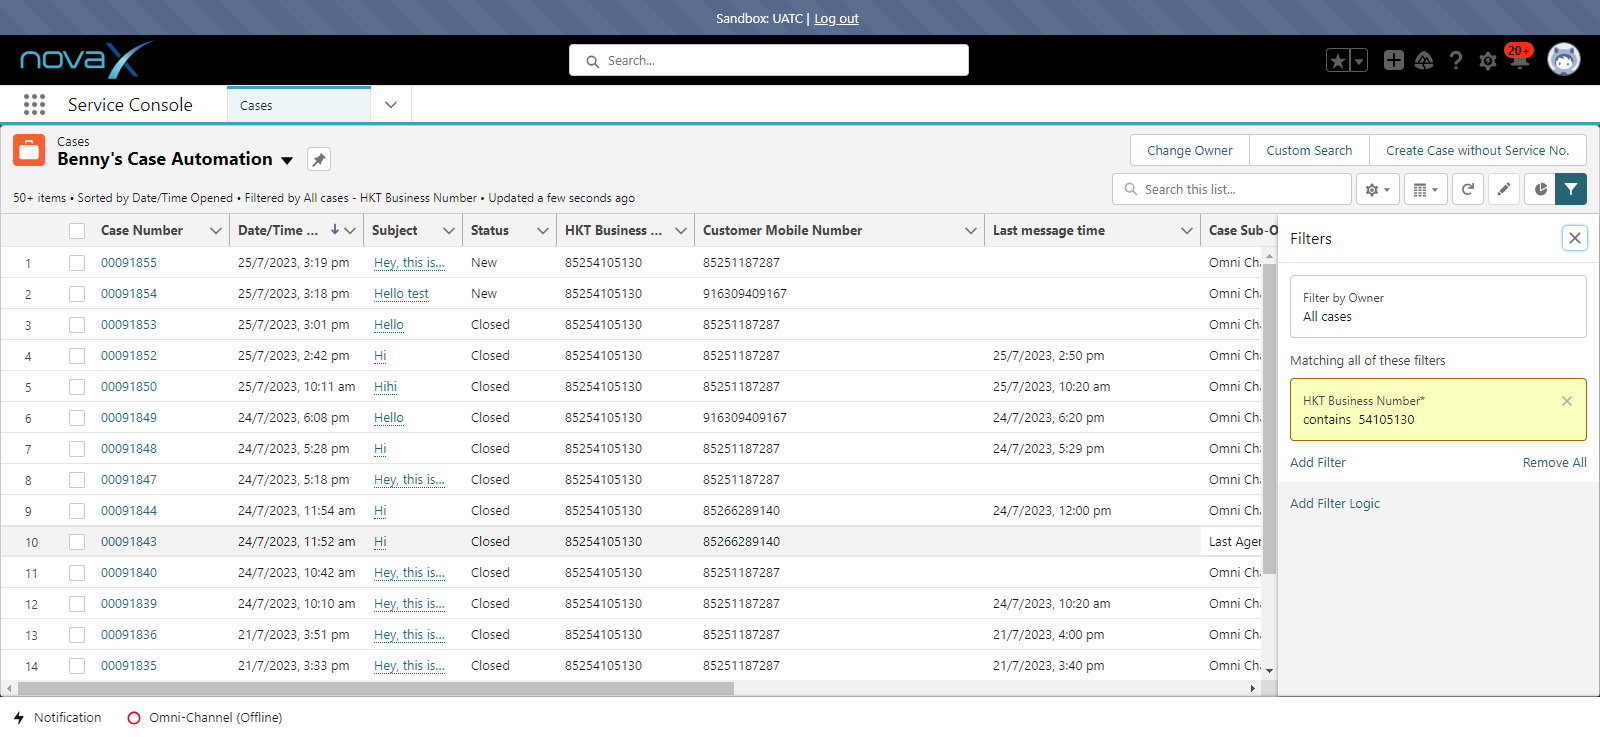 Sandbox: UATC | Log out
novaX
Search...
20+
Service Console
Cases
Cases
Benny's Case Automation
Change Owner
Custom Search
Create Case without Service No.
50+ items • Sorted by Date/Time Opened • Filtered by All cases - HKT Business Number • Updated a few seconds ago
Search this list...
Case Number Date/Time ... Subject Status HKT Business ... Customer Mobile Number Last message time Case Sub-O
1 00091855 25/7/2023, 3:19 pm Hey, this is... New 85254105130 85251187287 Omni Cha
2 00091854 25/7/2023, 3:18 pm Hello test New 85254105130 916309409167 Omni Cha
3 00091853 25/7/2023, 3:01 pm Hello Closed 85254105130 85251187287 Omni Cha
4 00091852 25/7/2023, 2:42 pm Hi Closed 85254105130 85251187287 25/7/2023, 2:50 pm Omni Cha
5 00091850 25/7/2023, 10:11 am Hihi Closed 85254105130 85251187287 25/7/2023, 10:20 am Omni Cha
6 00091849 24/7/2023, 6:08 pm Hello Closed 85254105130 916309409167 24/7/2023, 6:20 pm Omni Cha
7 00091848 24/7/2023, 5:28 pm Hi Closed 85254105130 85251187287 24/7/2023, 5:29 pm Omni Cha
8 00091847 24/7/2023, 5:18 pm Hey, this is... Closed 85254105130 85251187287 Omni Cha
9 00091844 24/7/2023, 11:54 am Hi Closed 85254105130 85266289140 24/7/2023, 12:00 pm Omni Cha
10 00091843 24/7/2023, 11:52 am Hi Closed 85254105130 85266289140 Last Agen
11 00091840 24/7/2023, 10:42 am Hey, this is... Closed 85254105130 85251187287 Omni Cha
12 00091839 24/7/2023, 10:10 am Hey, this is... Closed 85254105130 85251187287 24/7/2023, 10:20 am Omni Cha
13 00091836 21/7/2023, 3:51 pm Hey, this is... Closed 85254105130 85251187287 21/7/2023, 4:00 pm Omni Cha
14 00091835 21/7/2023, 3:33 pm Hey, this is... Closed 85254105130 85251187287 21/7/2023, 3:40 pm Omni Cha
Filters
Filter by Owner
All cases
Matching all of these filters
HKT Business Number*
contains 54105130
Add Filter
Remove All
Add Filter Logic
Notification
Omni-Channel (Offline)